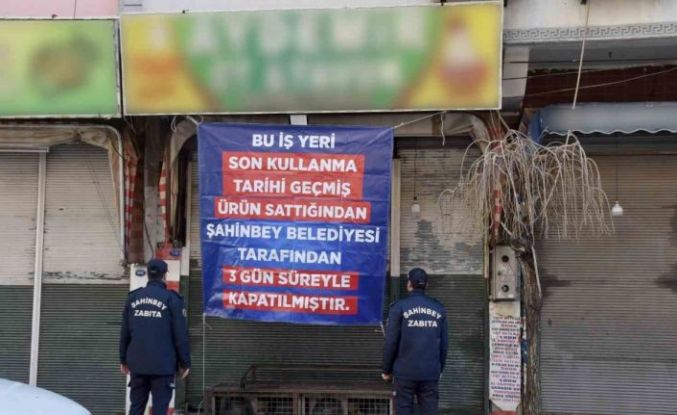 BU İŞ YERİ
SON KULLANMA
TARİHİ GEÇMİŞ
ÜRÜN SATTIĞINDAN
ŞAHİNBEY BELEDİYESİ
TARAFINDAN
3 GÜN SÜREYLE
KAPATILMIŞTIR.
ŞAHİNBEY
ZABITA
ŞAHİNBEY
ZABITA